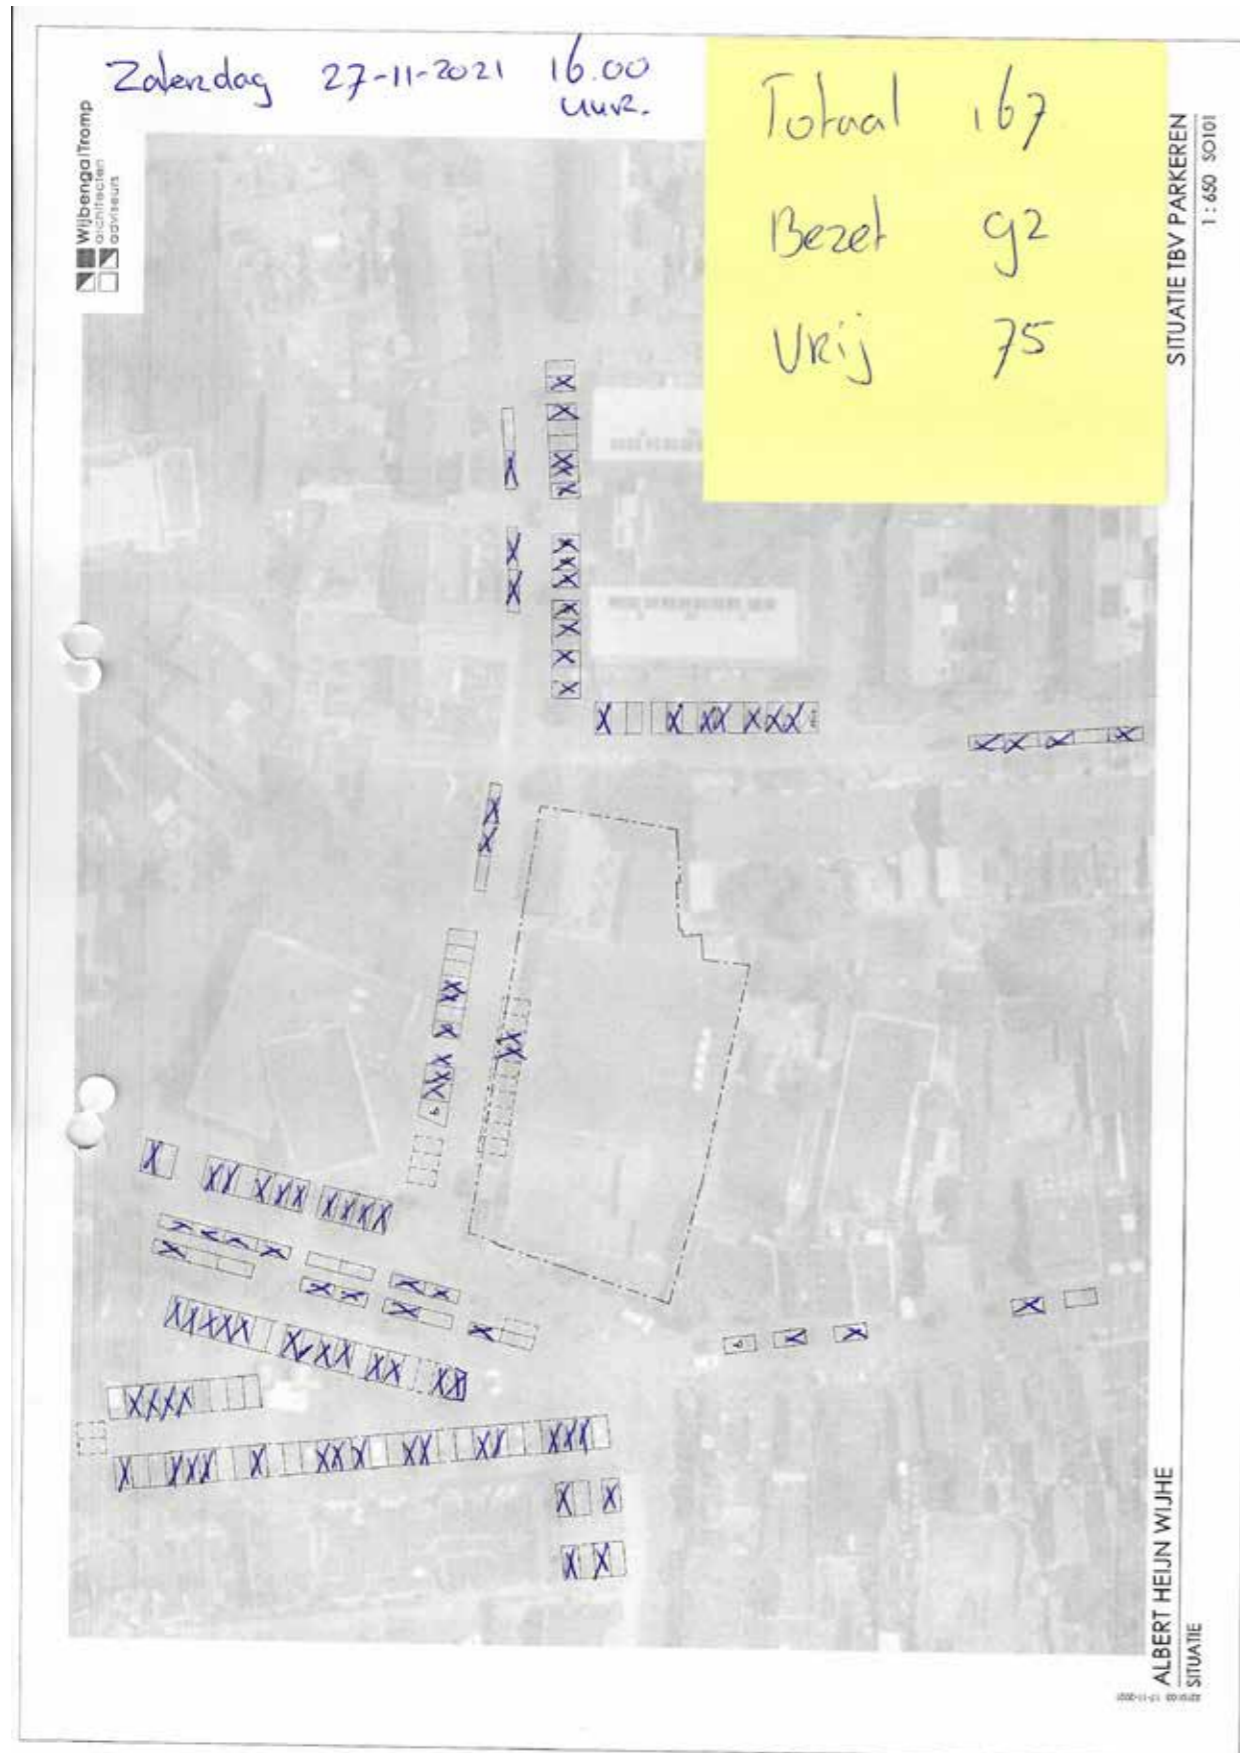 Zaterdag 27-11-2021 16.00
uur.
Totaal 167
Bezet 92
Vrij 75
Wijbenga|Tromp
architecten
adviseurs
SITUATIE TBV PARKEREN
1 : 650 SO101
ALBERT HEIJN WIJHE
SITUATIE